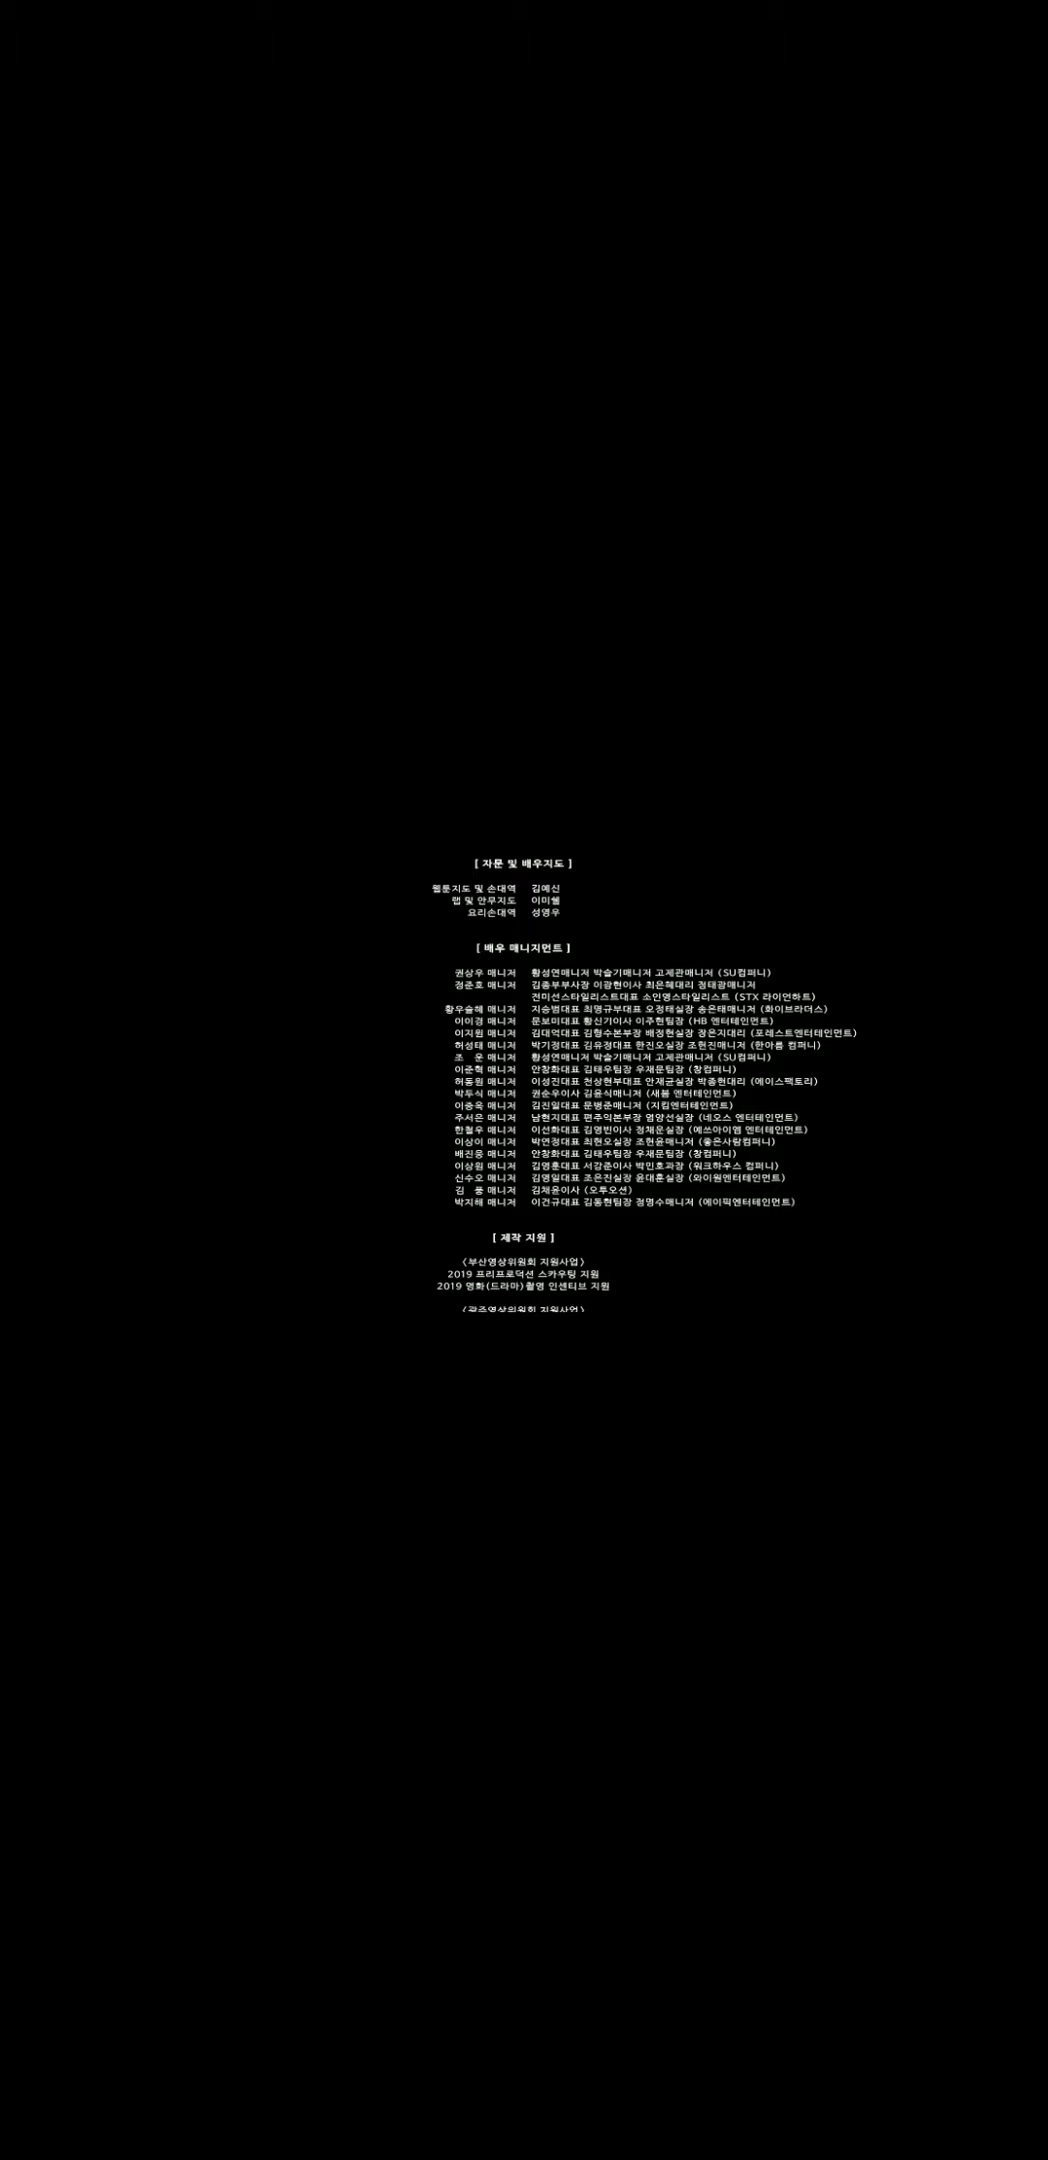 [ 자문 및 배우지도 ]
웹툰지도 및 손대역 김예신
랩 및 안무지도 이미쉘
요리손대역 성영우
[ 배우 매니지먼트 ]
권상우 매니저 황성연매니저 박슬기매니저 고제관매니저 (SU컴퍼니)
정준호 매니저 김종부부사장 이광현이사 최은혜대리 정태광매니저
전미선스타일리스트대표 소인영스타일리스트 (STX 라이언하트)
황우슬혜 매니저 지승범대표 최명규부대표 오정태실장 송은태매니저 (화이브라더스)
이이경 매니저 문보미대표 황신기이사 이주현팀장 (HB 엔터테인먼트)
이지원 매니저 김대억대표 김형수본부장 배정현실장 장은지대리 (포레스트엔터테인먼트)
허성태 매니저 박기정대표 김유정대표 한진오실장 조현진매니저 (한아름 컴퍼니)
조 운 매니저 황성연매니저 박슬기매니저 고제관매니저 (SU컴퍼니)
이준혁 매니저 안창화대표 김태우팀장 우재문팀장 (창컴퍼니)
허동원 매니저 이성진대표 천상현부대표 안재균실장 박종현대리 (에이스팩토리)
박두식 매니저 권순우이사 김윤식매니저 (새봄 엔터테인먼트)
이중옥 매니저 김진일대표 문병준매니저 (지킴엔터테인먼트)
주서은 매니저 남현지대표 편주익본부장 염양선실장 (네오스 엔터테인먼트)
한철우 매니저 이선화대표 김영빈이사 정채운실장 (에쓰아이엠 엔터테인먼트)
이상이 매니저 박연정대표 최현오실장 조현윤매니저 (좋은사람컴퍼니)
배진웅 매니저 안창화대표 김태우팀장 우재문팀장 (창컴퍼니)
이상원 매니저 김영훈대표 서강준이사 박민호과장 (워크하우스 컴퍼니)
신수오 매니저 김영일대표 조은진실장 윤대훈실장 (와이원엔터테인먼트)
김 풍 매니저 김채윤이사 (오투오션)
박지해 매니저 이건규대표 김동현팀장 정명수매니저 (에이픽엔터테인먼트)
[ 제작 지원 ]
〈부산영상위원회 지원사업〉
2019 프리프로덕션 스카우팅 지원
2019 영화(드라마)촬영 인센티브 지원
〈광주영상위원회 지원사업〉